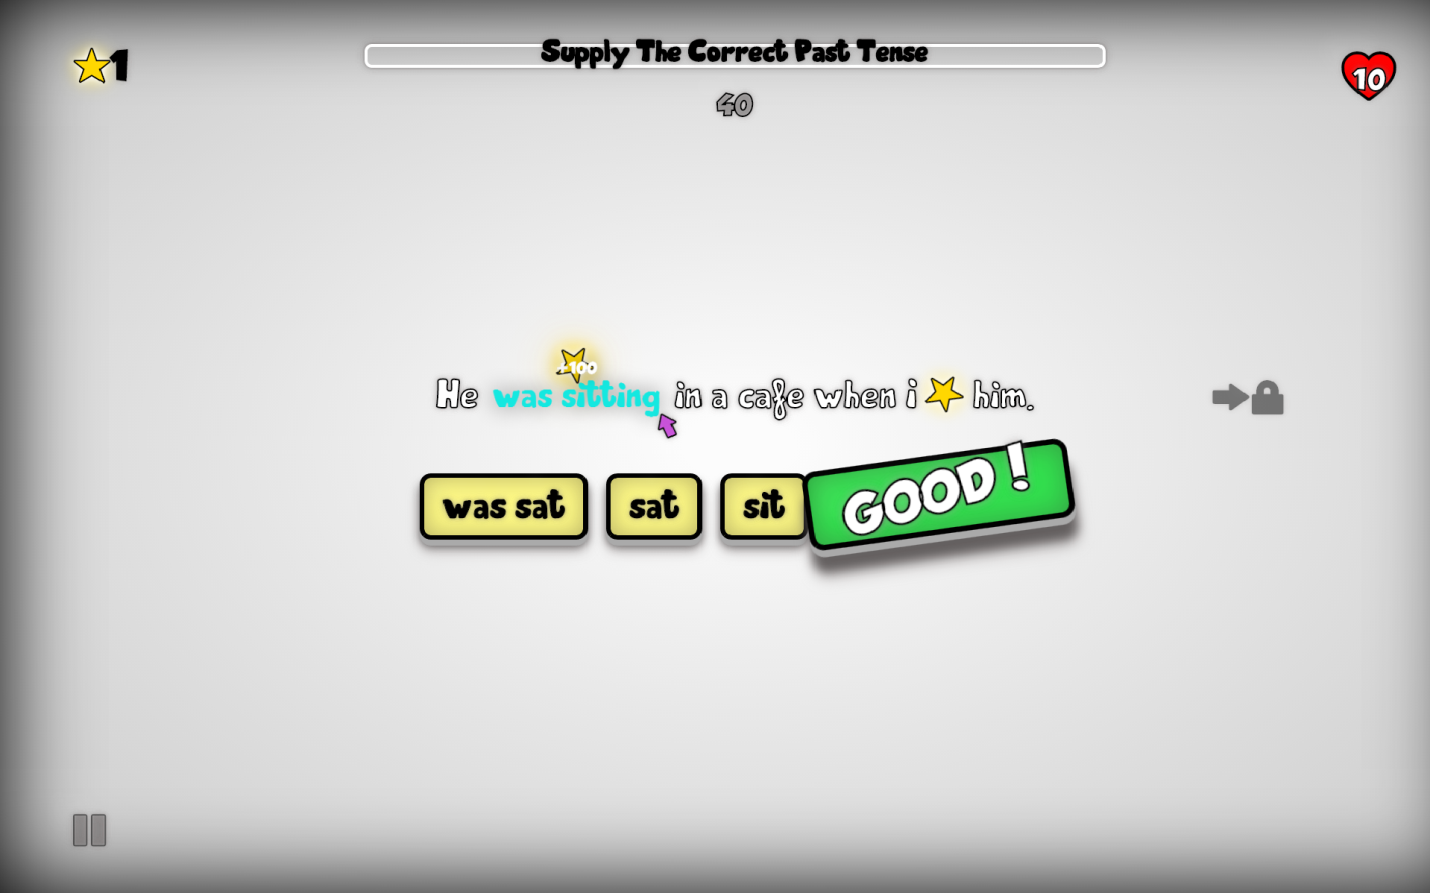 1
Supply The Correct Past Tense
10
40
+100
He was sitting in a cafe when i him.
was sat
sat
sit
GOOD!